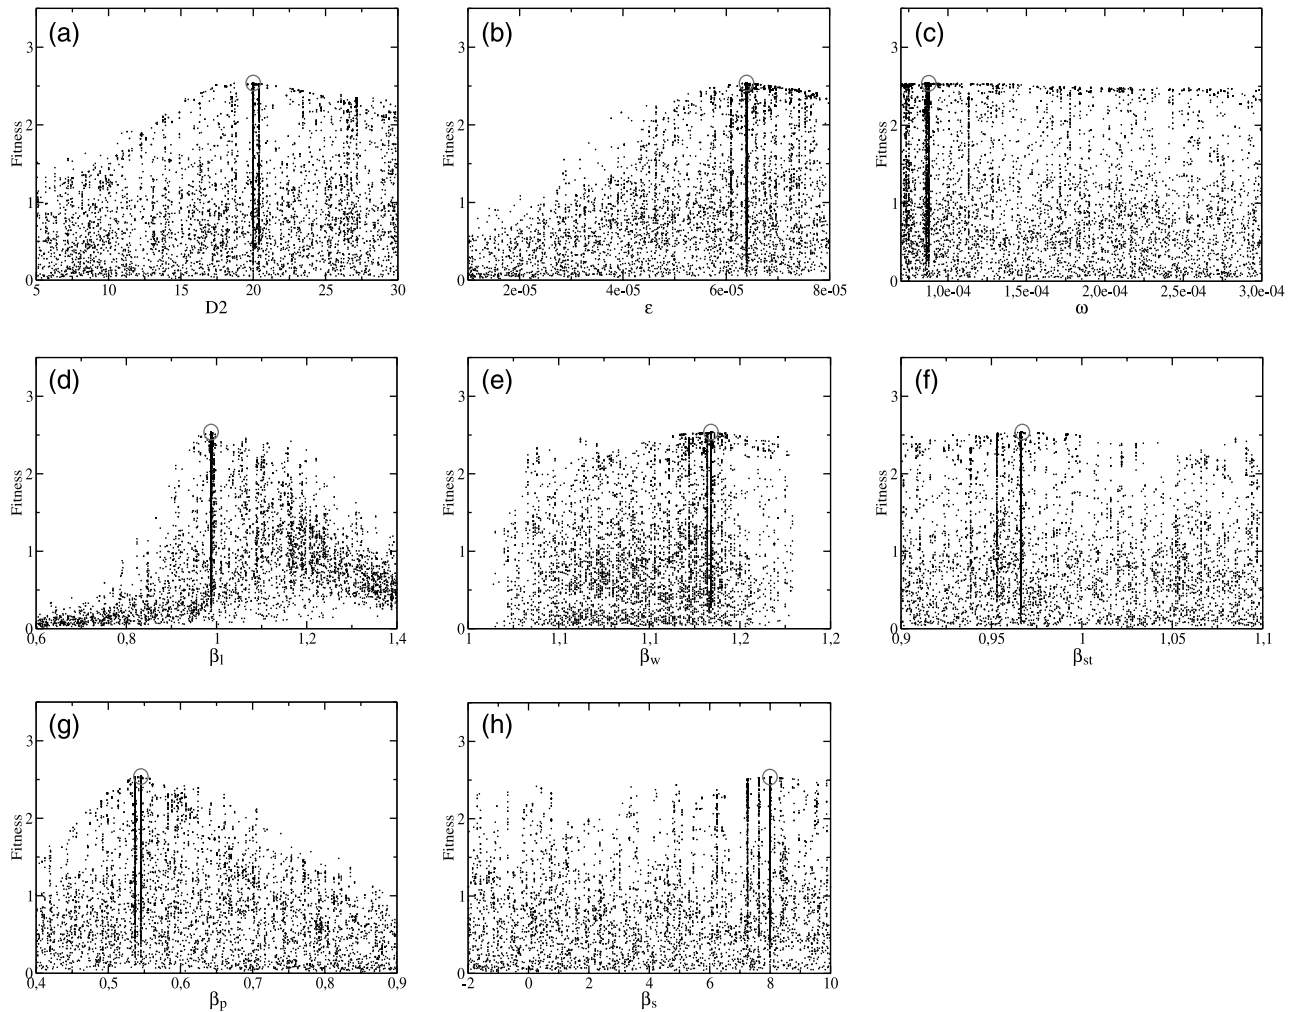 (a)
Fitness
3
2
1
0
5 10 15 20 25 30
D2
(b)
Fitness
3
2
1
0
2e-05 4e-05 6e-05 8e-05
ε
(c)
Fitness
3
2
1
0
1,0e-04 1,5e-04 2,0e-04 2,5e-04 3,0e-04
ω
(d)
Fitness
3
2
1
0
0,6 0,8 1 1,2 1,4
βl
(e)
Fitness
3
2
1
0
1 1,1 1,1 1,2 1,2
βw
(f)
Fitness
3
2
1
0
0,9 0,95 1 1,05 1,1
βst
(g)
Fitness
3
2
1
0
0,4 0,5 0,6 0,7 0,8 0,9
βp
(h)
Fitness
3
2
1
0
-2 0 2 4 6 8 10
βs